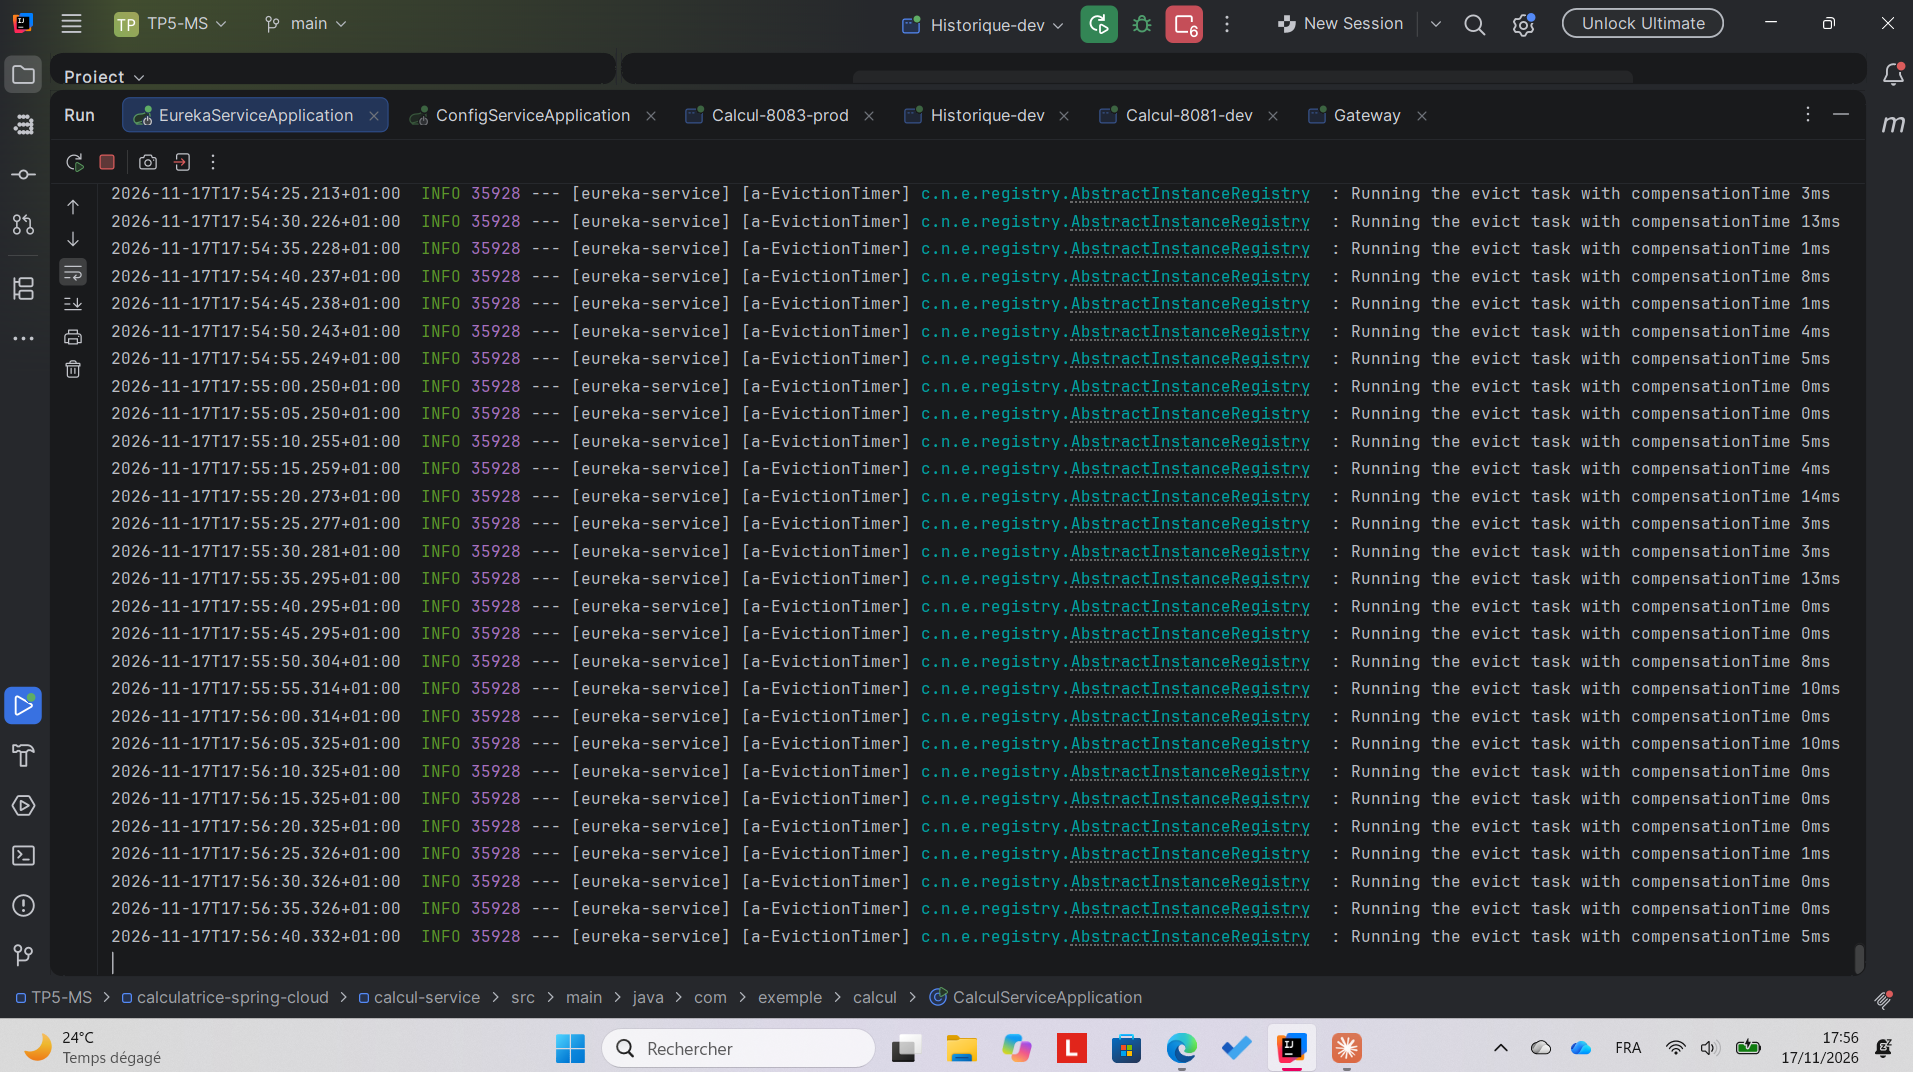 TP TP5-MS main Historique-dev 6 New Session Unlock Ultimate
Project
Run EurekaServiceApplication ConfigServiceApplication Calcul-8083-prod Historique-dev Calcul-8081-dev Gateway
2026-11-17T17:54:25.213+01:00 INFO 35928 --- [eureka-service] [a-EvictionTimer] c.n.e.registry.AbstractInstanceRegistry : Running the evict task with compensationTime 3ms
2026-11-17T17:54:30.226+01:00 INFO 35928 --- [eureka-service] [a-EvictionTimer] c.n.e.registry.AbstractInstanceRegistry : Running the evict task with compensationTime 13ms
2026-11-17T17:54:35.228+01:00 INFO 35928 --- [eureka-service] [a-EvictionTimer] c.n.e.registry.AbstractInstanceRegistry : Running the evict task with compensationTime 1ms
2026-11-17T17:54:40.237+01:00 INFO 35928 --- [eureka-service] [a-EvictionTimer] c.n.e.registry.AbstractInstanceRegistry : Running the evict task with compensationTime 8ms
2026-11-17T17:54:45.238+01:00 INFO 35928 --- [eureka-service] [a-EvictionTimer] c.n.e.registry.AbstractInstanceRegistry : Running the evict task with compensationTime 1ms
2026-11-17T17:54:50.243+01:00 INFO 35928 --- [eureka-service] [a-EvictionTimer] c.n.e.registry.AbstractInstanceRegistry : Running the evict task with compensationTime 4ms
2026-11-17T17:54:55.249+01:00 INFO 35928 --- [eureka-service] [a-EvictionTimer] c.n.e.registry.AbstractInstanceRegistry : Running the evict task with compensationTime 5ms
2026-11-17T17:55:00.250+01:00 INFO 35928 --- [eureka-service] [a-EvictionTimer] c.n.e.registry.AbstractInstanceRegistry : Running the evict task with compensationTime 0ms
2026-11-17T17:55:05.250+01:00 INFO 35928 --- [eureka-service] [a-EvictionTimer] c.n.e.registry.AbstractInstanceRegistry : Running the evict task with compensationTime 0ms
2026-11-17T17:55:10.255+01:00 INFO 35928 --- [eureka-service] [a-EvictionTimer] c.n.e.registry.AbstractInstanceRegistry : Running the evict task with compensationTime 5ms
2026-11-17T17:55:15.259+01:00 INFO 35928 --- [eureka-service] [a-EvictionTimer] c.n.e.registry.AbstractInstanceRegistry : Running the evict task with compensationTime 4ms
2026-11-17T17:55:20.273+01:00 INFO 35928 --- [eureka-service] [a-EvictionTimer] c.n.e.registry.AbstractInstanceRegistry : Running the evict task with compensationTime 14ms
2026-11-17T17:55:25.277+01:00 INFO 35928 --- [eureka-service] [a-EvictionTimer] c.n.e.registry.AbstractInstanceRegistry : Running the evict task with compensationTime 3ms
2026-11-17T17:55:30.281+01:00 INFO 35928 --- [eureka-service] [a-EvictionTimer] c.n.e.registry.AbstractInstanceRegistry : Running the evict task with compensationTime 3ms
2026-11-17T17:55:35.295+01:00 INFO 35928 --- [eureka-service] [a-EvictionTimer] c.n.e.registry.AbstractInstanceRegistry : Running the evict task with compensationTime 13ms
2026-11-17T17:55:40.295+01:00 INFO 35928 --- [eureka-service] [a-EvictionTimer] c.n.e.registry.AbstractInstanceRegistry : Running the evict task with compensationTime 0ms
2026-11-17T17:55:45.295+01:00 INFO 35928 --- [eureka-service] [a-EvictionTimer] c.n.e.registry.AbstractInstanceRegistry : Running the evict task with compensationTime 0ms
2026-11-17T17:55:50.304+01:00 INFO 35928 --- [eureka-service] [a-EvictionTimer] c.n.e.registry.AbstractInstanceRegistry : Running the evict task with compensationTime 8ms
2026-11-17T17:55:55.314+01:00 INFO 35928 --- [eureka-service] [a-EvictionTimer] c.n.e.registry.AbstractInstanceRegistry : Running the evict task with compensationTime 10ms
2026-11-17T17:56:00.314+01:00 INFO 35928 --- [eureka-service] [a-EvictionTimer] c.n.e.registry.AbstractInstanceRegistry : Running the evict task with compensationTime 0ms
2026-11-17T17:56:05.325+01:00 INFO 35928 --- [eureka-service] [a-EvictionTimer] c.n.e.registry.AbstractInstanceRegistry : Running the evict task with compensationTime 10ms
2026-11-17T17:56:10.325+01:00 INFO 35928 --- [eureka-service] [a-EvictionTimer] c.n.e.registry.AbstractInstanceRegistry : Running the evict task with compensationTime 0ms
2026-11-17T17:56:15.325+01:00 INFO 35928 --- [eureka-service] [a-EvictionTimer] c.n.e.registry.AbstractInstanceRegistry : Running the evict task with compensationTime 0ms
2026-11-17T17:56:20.325+01:00 INFO 35928 --- [eureka-service] [a-EvictionTimer] c.n.e.registry.AbstractInstanceRegistry : Running the evict task with compensationTime 0ms
2026-11-17T17:56:25.326+01:00 INFO 35928 --- [eureka-service] [a-EvictionTimer] c.n.e.registry.AbstractInstanceRegistry : Running the evict task with compensationTime 1ms
2026-11-17T17:56:30.326+01:00 INFO 35928 --- [eureka-service] [a-EvictionTimer] c.n.e.registry.AbstractInstanceRegistry : Running the evict task with compensationTime 0ms
2026-11-17T17:56:35.326+01:00 INFO 35928 --- [eureka-service] [a-EvictionTimer] c.n.e.registry.AbstractInstanceRegistry : Running the evict task with compensationTime 0ms
2026-11-17T17:56:40.332+01:00 INFO 35928 --- [eureka-service] [a-EvictionTimer] c.n.e.registry.AbstractInstanceRegistry : Running the evict task with compensationTime 5ms
TP5-MS > calculatrice-spring-cloud > calcul-service > src > main > java > com > exemple > calcul > CalculServiceApplication
24°C
Temps dégagé
Rechercher
FRA
17:56
17/11/2026